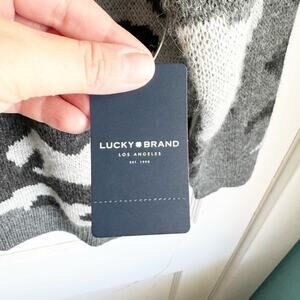 LUCKY BRAND
LOS ANGELES
EST. 1990